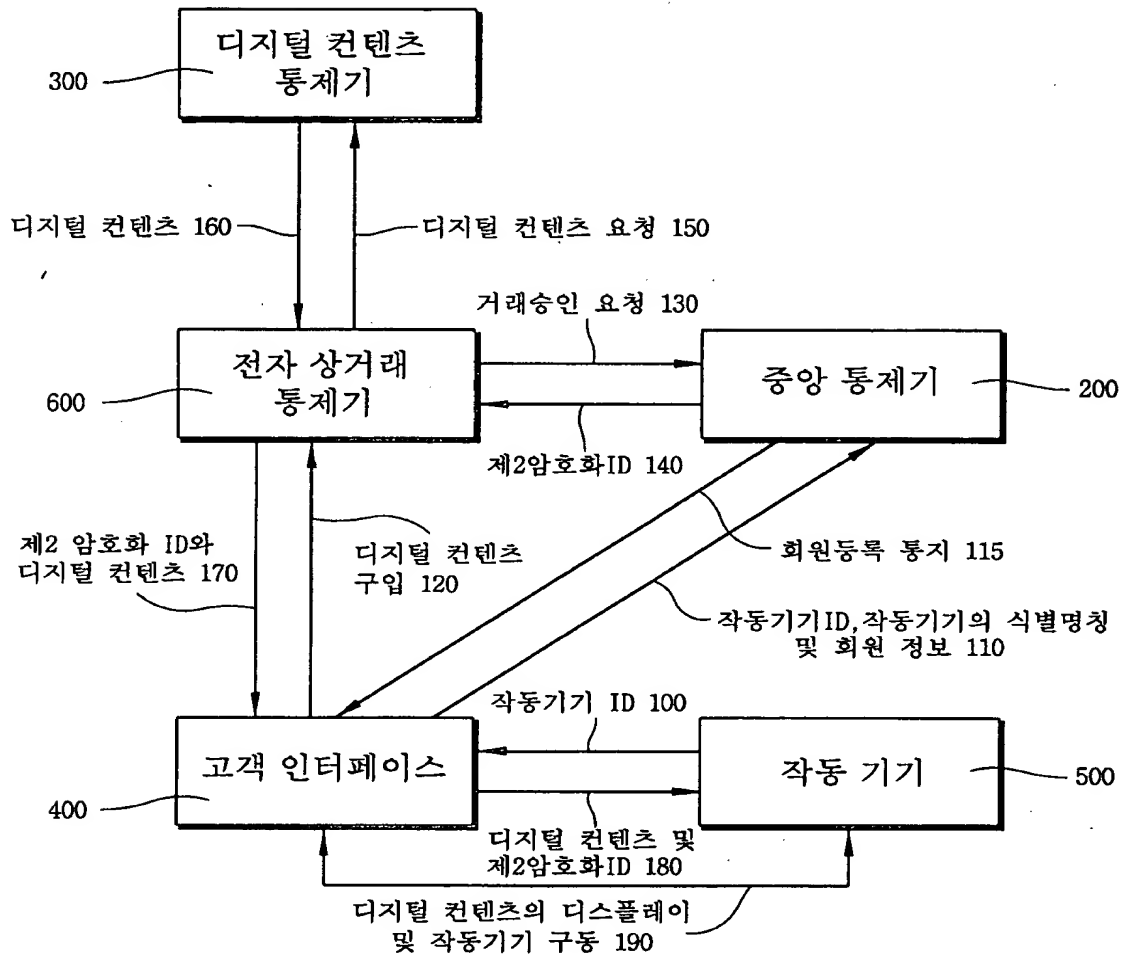 디지털 컨텐츠
통제기
300
디지털 컨텐츠 160
디지털 컨텐츠 요청 150
거래승인 요청 130
전자 상거래
통제기
600
중앙 통제기
200
제2암호화ID 140
제2 암호화 ID와
디지털 컨텐츠 170
디지털 컨텐츠
구입 120
회원등록 통지 115
작동기기ID,작동기기의 식별명칭
및 회원 정보 110
작동기기 ID 100
고객 인터페이스
400
작동 기기
500
디지털 컨텐츠 및
제2암호화ID 180
디지털 컨텐츠의 디스플레이
및 작동기기 구동 190